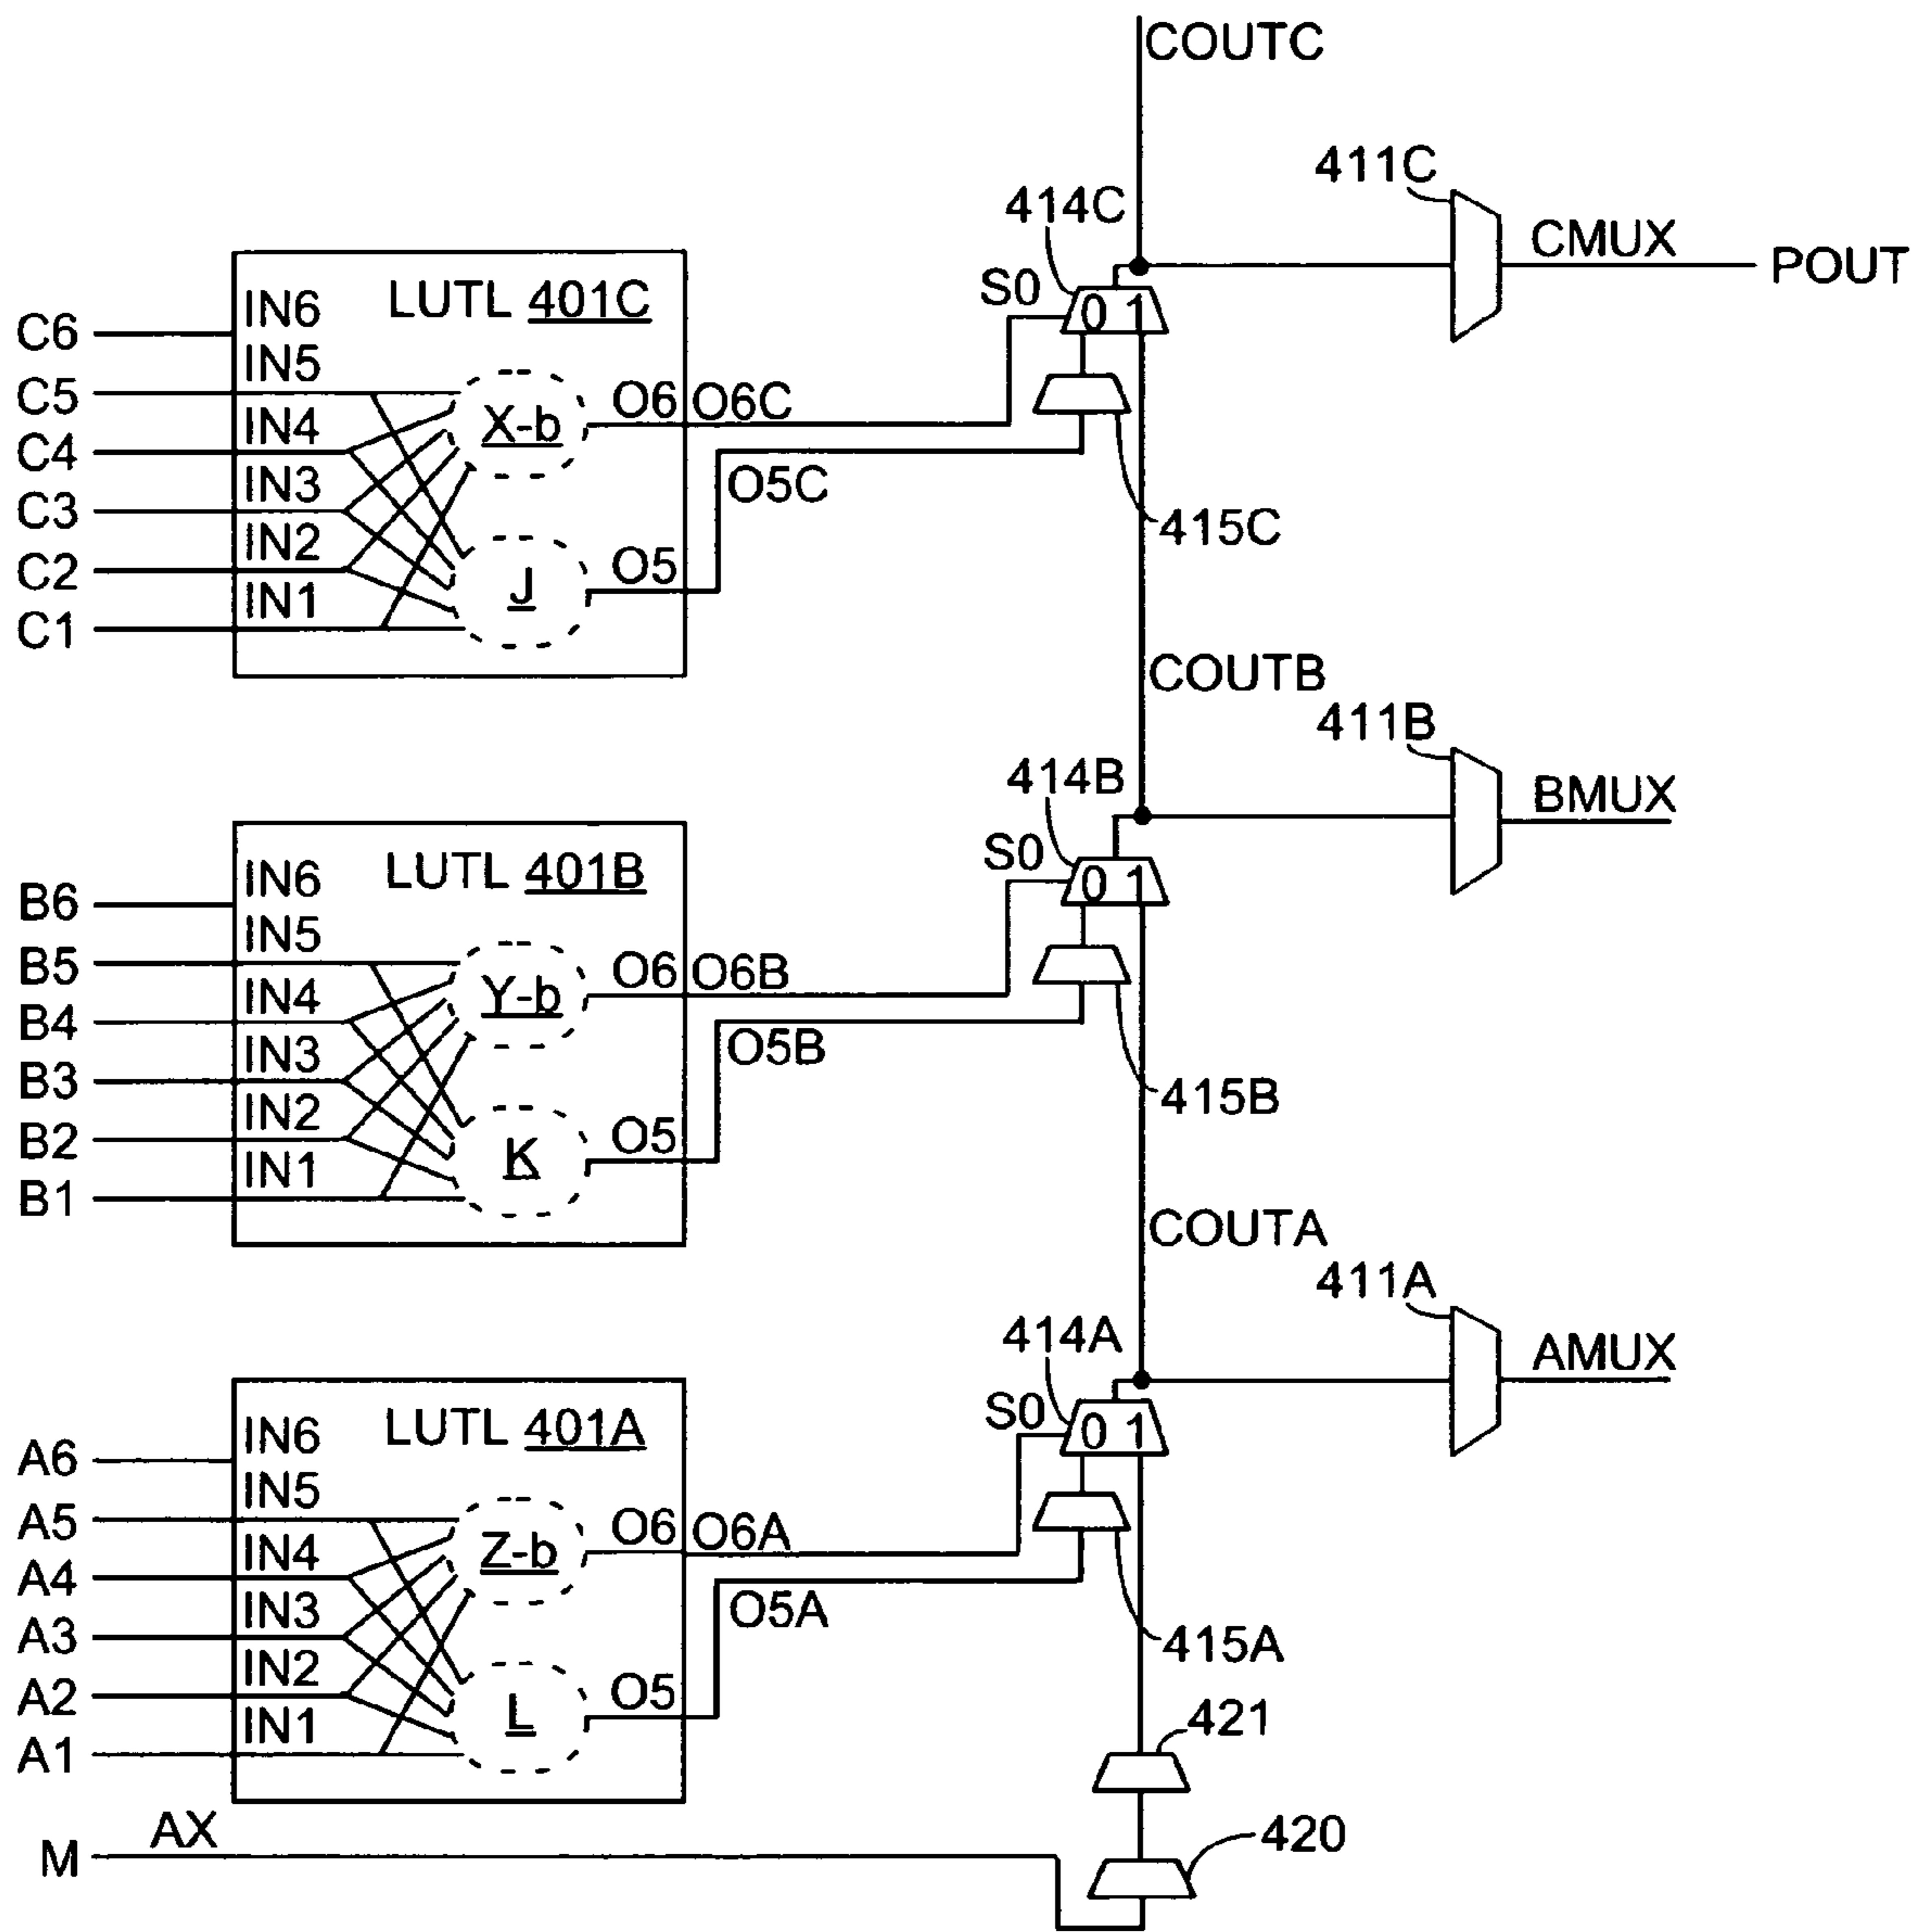 COUTC
411C
414C
CMUX
POUT
S0
0 1
LUTL 401C
C6 IN6
C5 IN5
C4 IN4
C3 IN3
C2 IN2
C1 IN1
X-b
O6 O6C
O5C
J
O5
415C
COUTB
411B
414B
BMUX
S0
0 1
LUTL 401B
B6 IN6
B5 IN5
B4 IN4
B3 IN3
B2 IN2
B1 IN1
Y-b
O6 O6B
O5B
K
O5
415B
COUTA
411A
414A
AMUX
S0
0 1
LUTL 401A
A6 IN6
A5 IN5
A4 IN4
A3 IN3
A2 IN2
A1 IN1
Z-b
O6 O6A
O5A
L
O5
415A
421
M AX
420